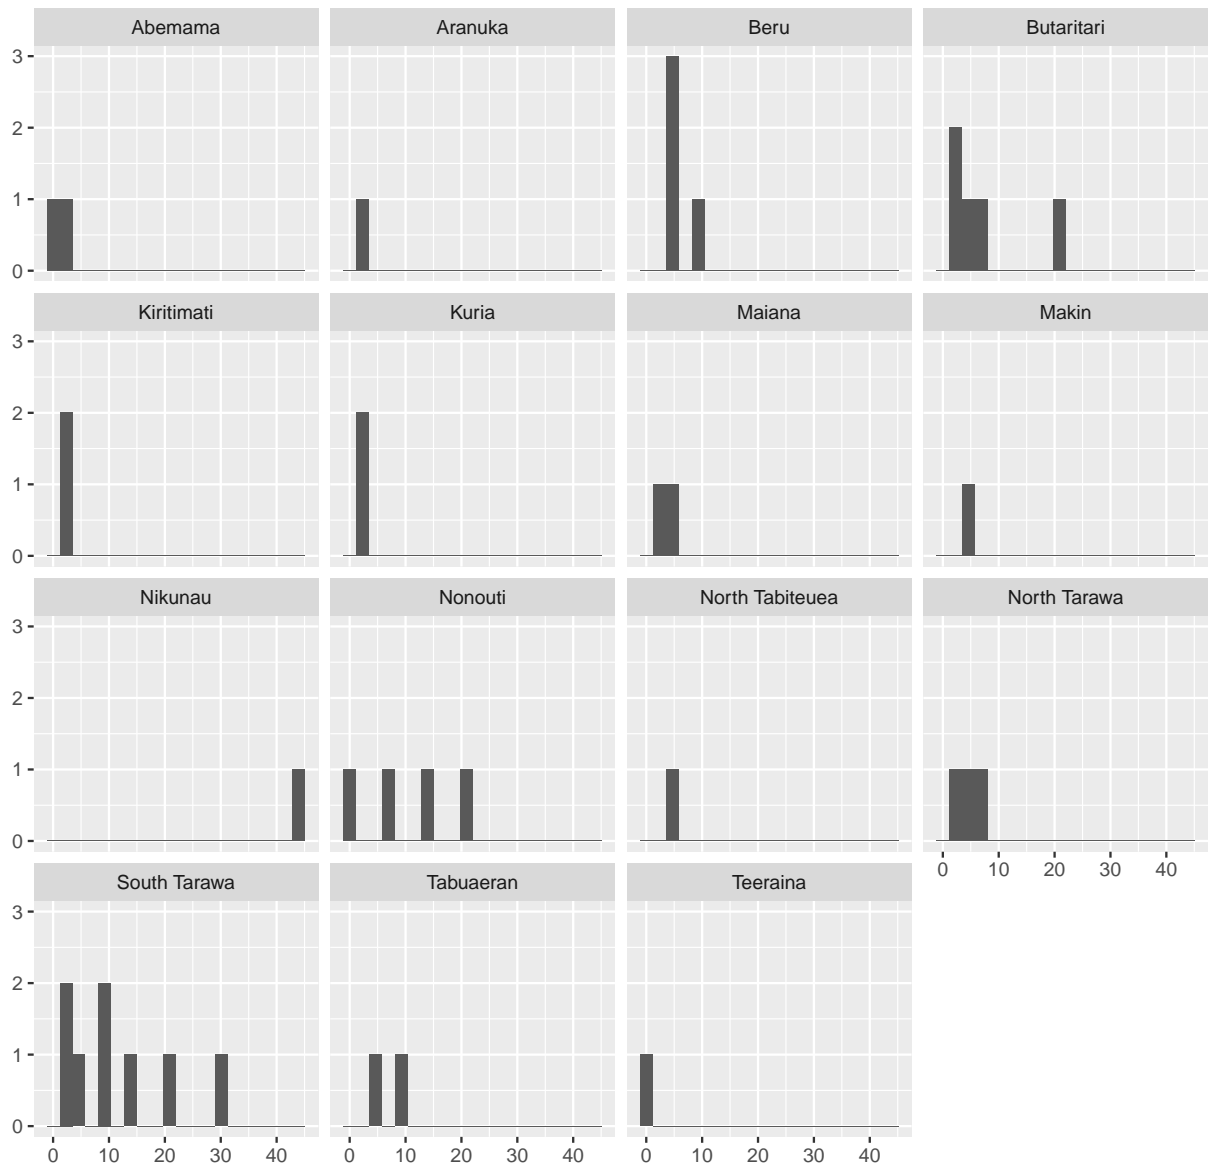 Abemama Aranuka Beru Butaritari
3
2
1
0
Kiritimati Kuria Maiana Makin
3
2
1
0
Nikunau Nonouti North Tabiteuea North Tarawa
3
2
1
0
0 10 20 30 40
South Tarawa Tabuaeran Teeraina
3
2
1
0
0 10 20 30 40 0 10 20 30 40 0 10 20 30 40